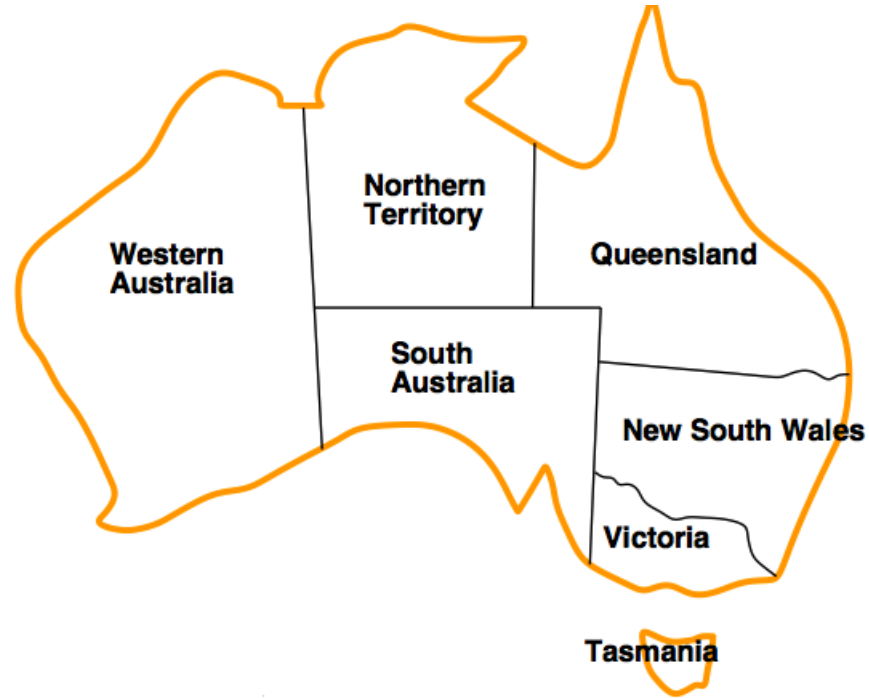 Northern
Territory
Western
Australia
Queensland
South
Australia
New South Wales
Victoria
Tasmania